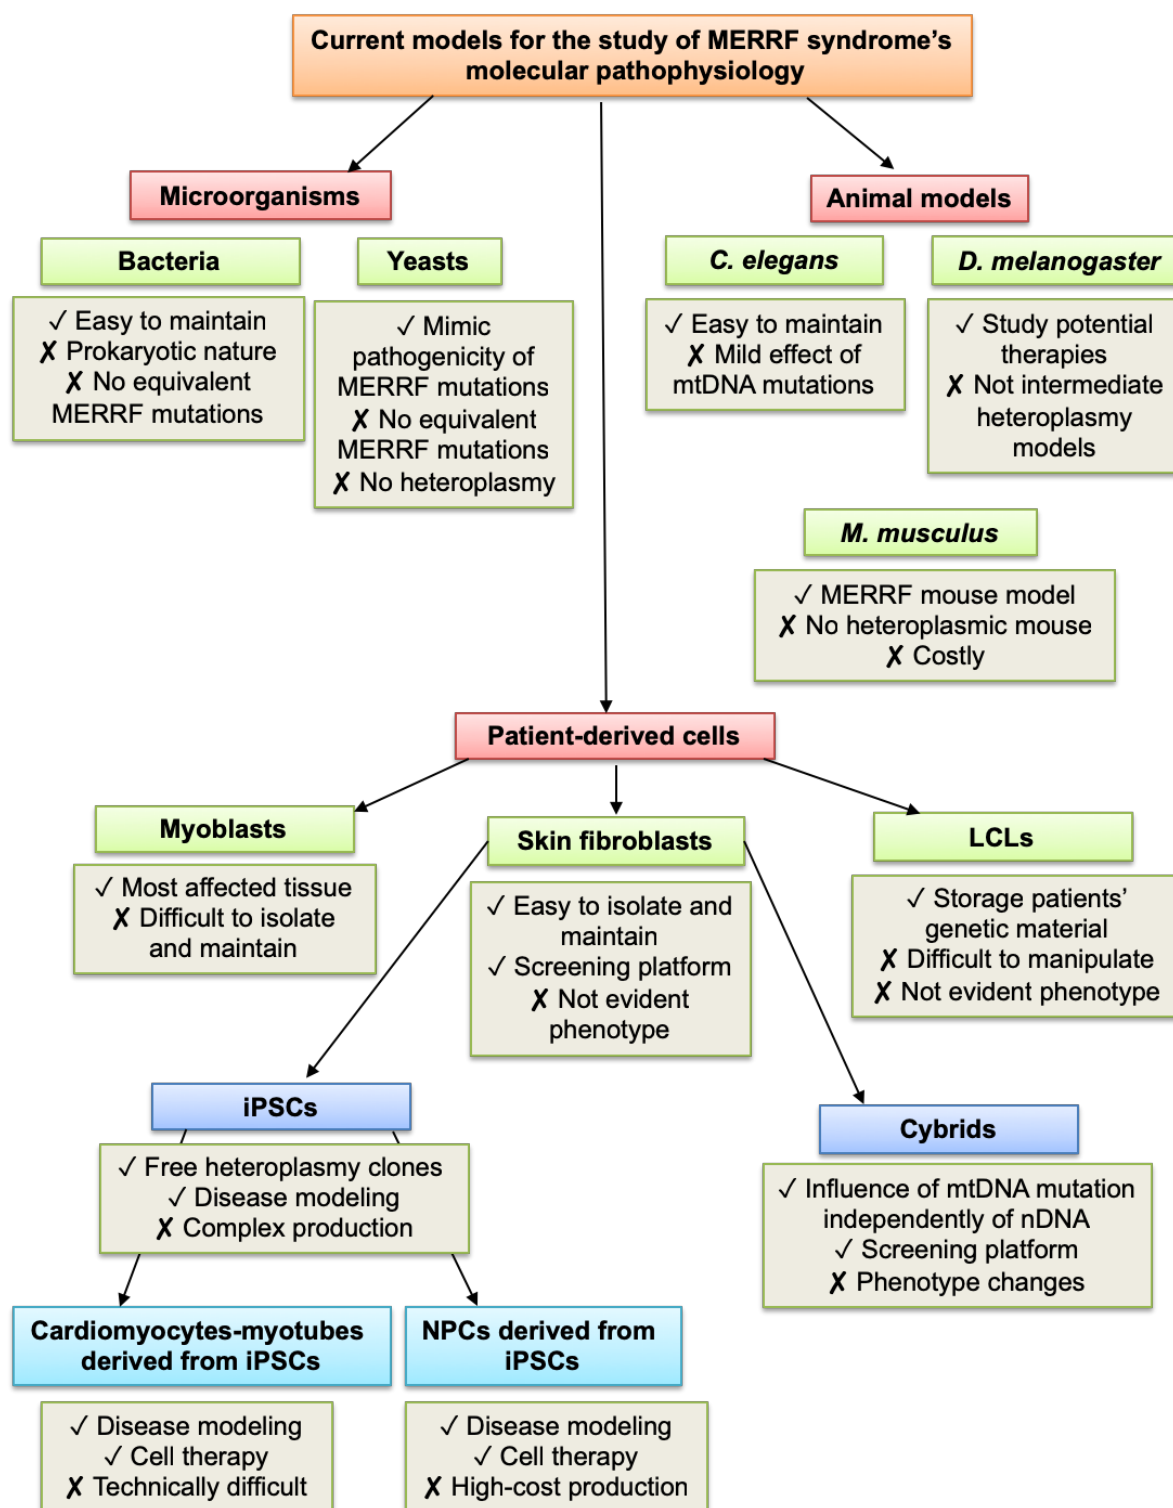 Current models for the study of MERRF syndrome's
molecular pathophysiology
Microorganisms
Animal models
Bacteria
Yeasts
C. elegans
D. melanogaster
✓ Easy to maintain
✗ Prokaryotic nature
✗ No equivalent
MERRF mutations
✓ Mimic
pathogenicity of
MERRF mutations
✗ No equivalent
MERRF mutations
✗ No heteroplasmy
✓ Easy to maintain
✗ Mild effect of
mtDNA mutations
✓ Study potential
therapies
✗ Not intermediate
heteroplasmy
models
M. musculus
✓ MERRF mouse model
✗ No heteroplasmic mouse
✗ Costly
Patient-derived cells
Myoblasts
Skin fibroblasts
LCLs
✓ Most affected tissue
✗ Difficult to isolate
and maintain
✓ Easy to isolate and
maintain
✓ Screening platform
✗ Not evident
phenotype
✓ Storage patients'
genetic material
✗ Difficult to manipulate
✗ Not evident phenotype
iPSCs
Cybrids
✓ Free heteroplasmy clones
✓ Disease modeling
✗ Complex production
✓ Influence of mtDNA mutation
independently of nDNA
✓ Screening platform
✗ Phenotype changes
Cardiomyocytes-myotubes
derived from iPSCs
NPCs derived from
iPSCs
✓ Disease modeling
✓ Cell therapy
✗ Technically difficult
✓ Disease modeling
✓ Cell therapy
✗ High-cost production